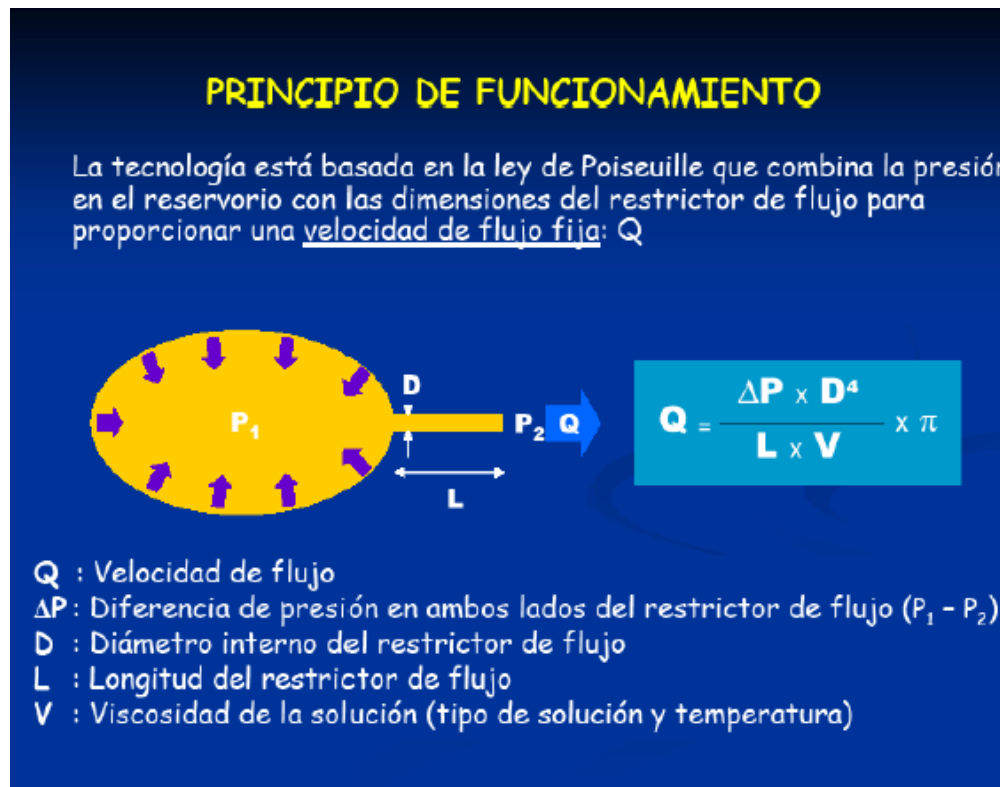 PRINCIPIO DE FUNCIONAMIENTO
La tecnología está basada en la ley de Poiseuille que combina la presión
en el reservorio con las dimensiones del restrictor de flujo para
proporcionar una velocidad de flujo fija: Q
D
P₁
P₂ Q
L
Q = ΔP x D⁴ / L x V x π
Q : Velocidad de flujo
ΔP : Diferencia de presión en ambos lados del restrictor de flujo (P₁ – P₂)
D : Diámetro interno del restrictor de flujo
L : Longitud del restrictor de flujo
V : Viscosidad de la solución (tipo de solución y temperatura)